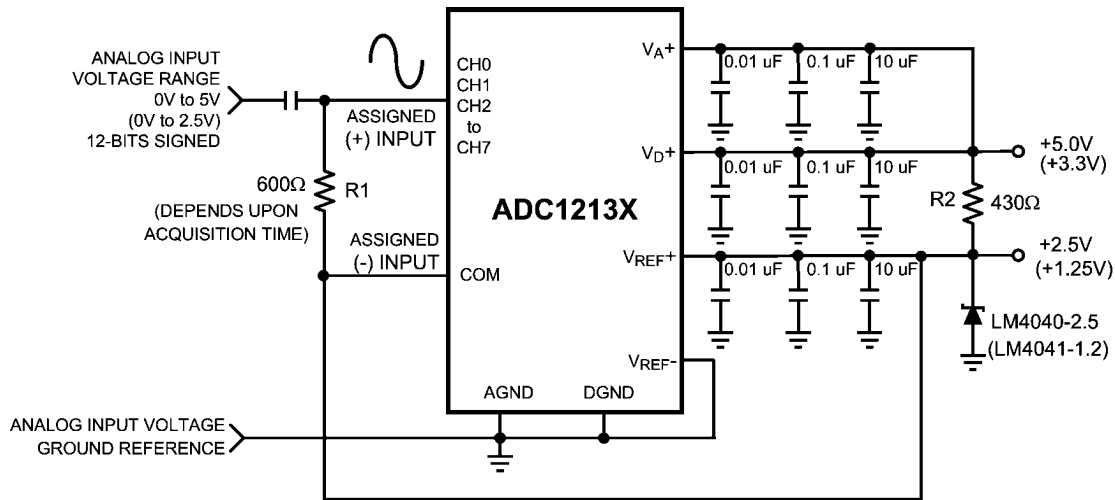 ANALOG INPUT
VOLTAGE RANGE
0V to 5V
(0V to 2.5V)
12-BITS SIGNED
ASSIGNED
(+) INPUT
600Ω
R1
(DEPENDS UPON
ACQUISITION TIME)
ASSIGNED
(-) INPUT
CH0
CH1
CH2
to
CH7
COM
ADC1213X
VA+
VD+
VREF+
VREF-
AGND
DGND
0.01 uF
0.1 uF
10 uF
0.01 uF
0.1 uF
10 uF
0.01 uF
0.1 uF
10 uF
+5.0V
(+3.3V)
R2
430Ω
+2.5V
(+1.25V)
LM4040-2.5
(LM4041-1.2)
ANALOG INPUT VOLTAGE
GROUND REFERENCE